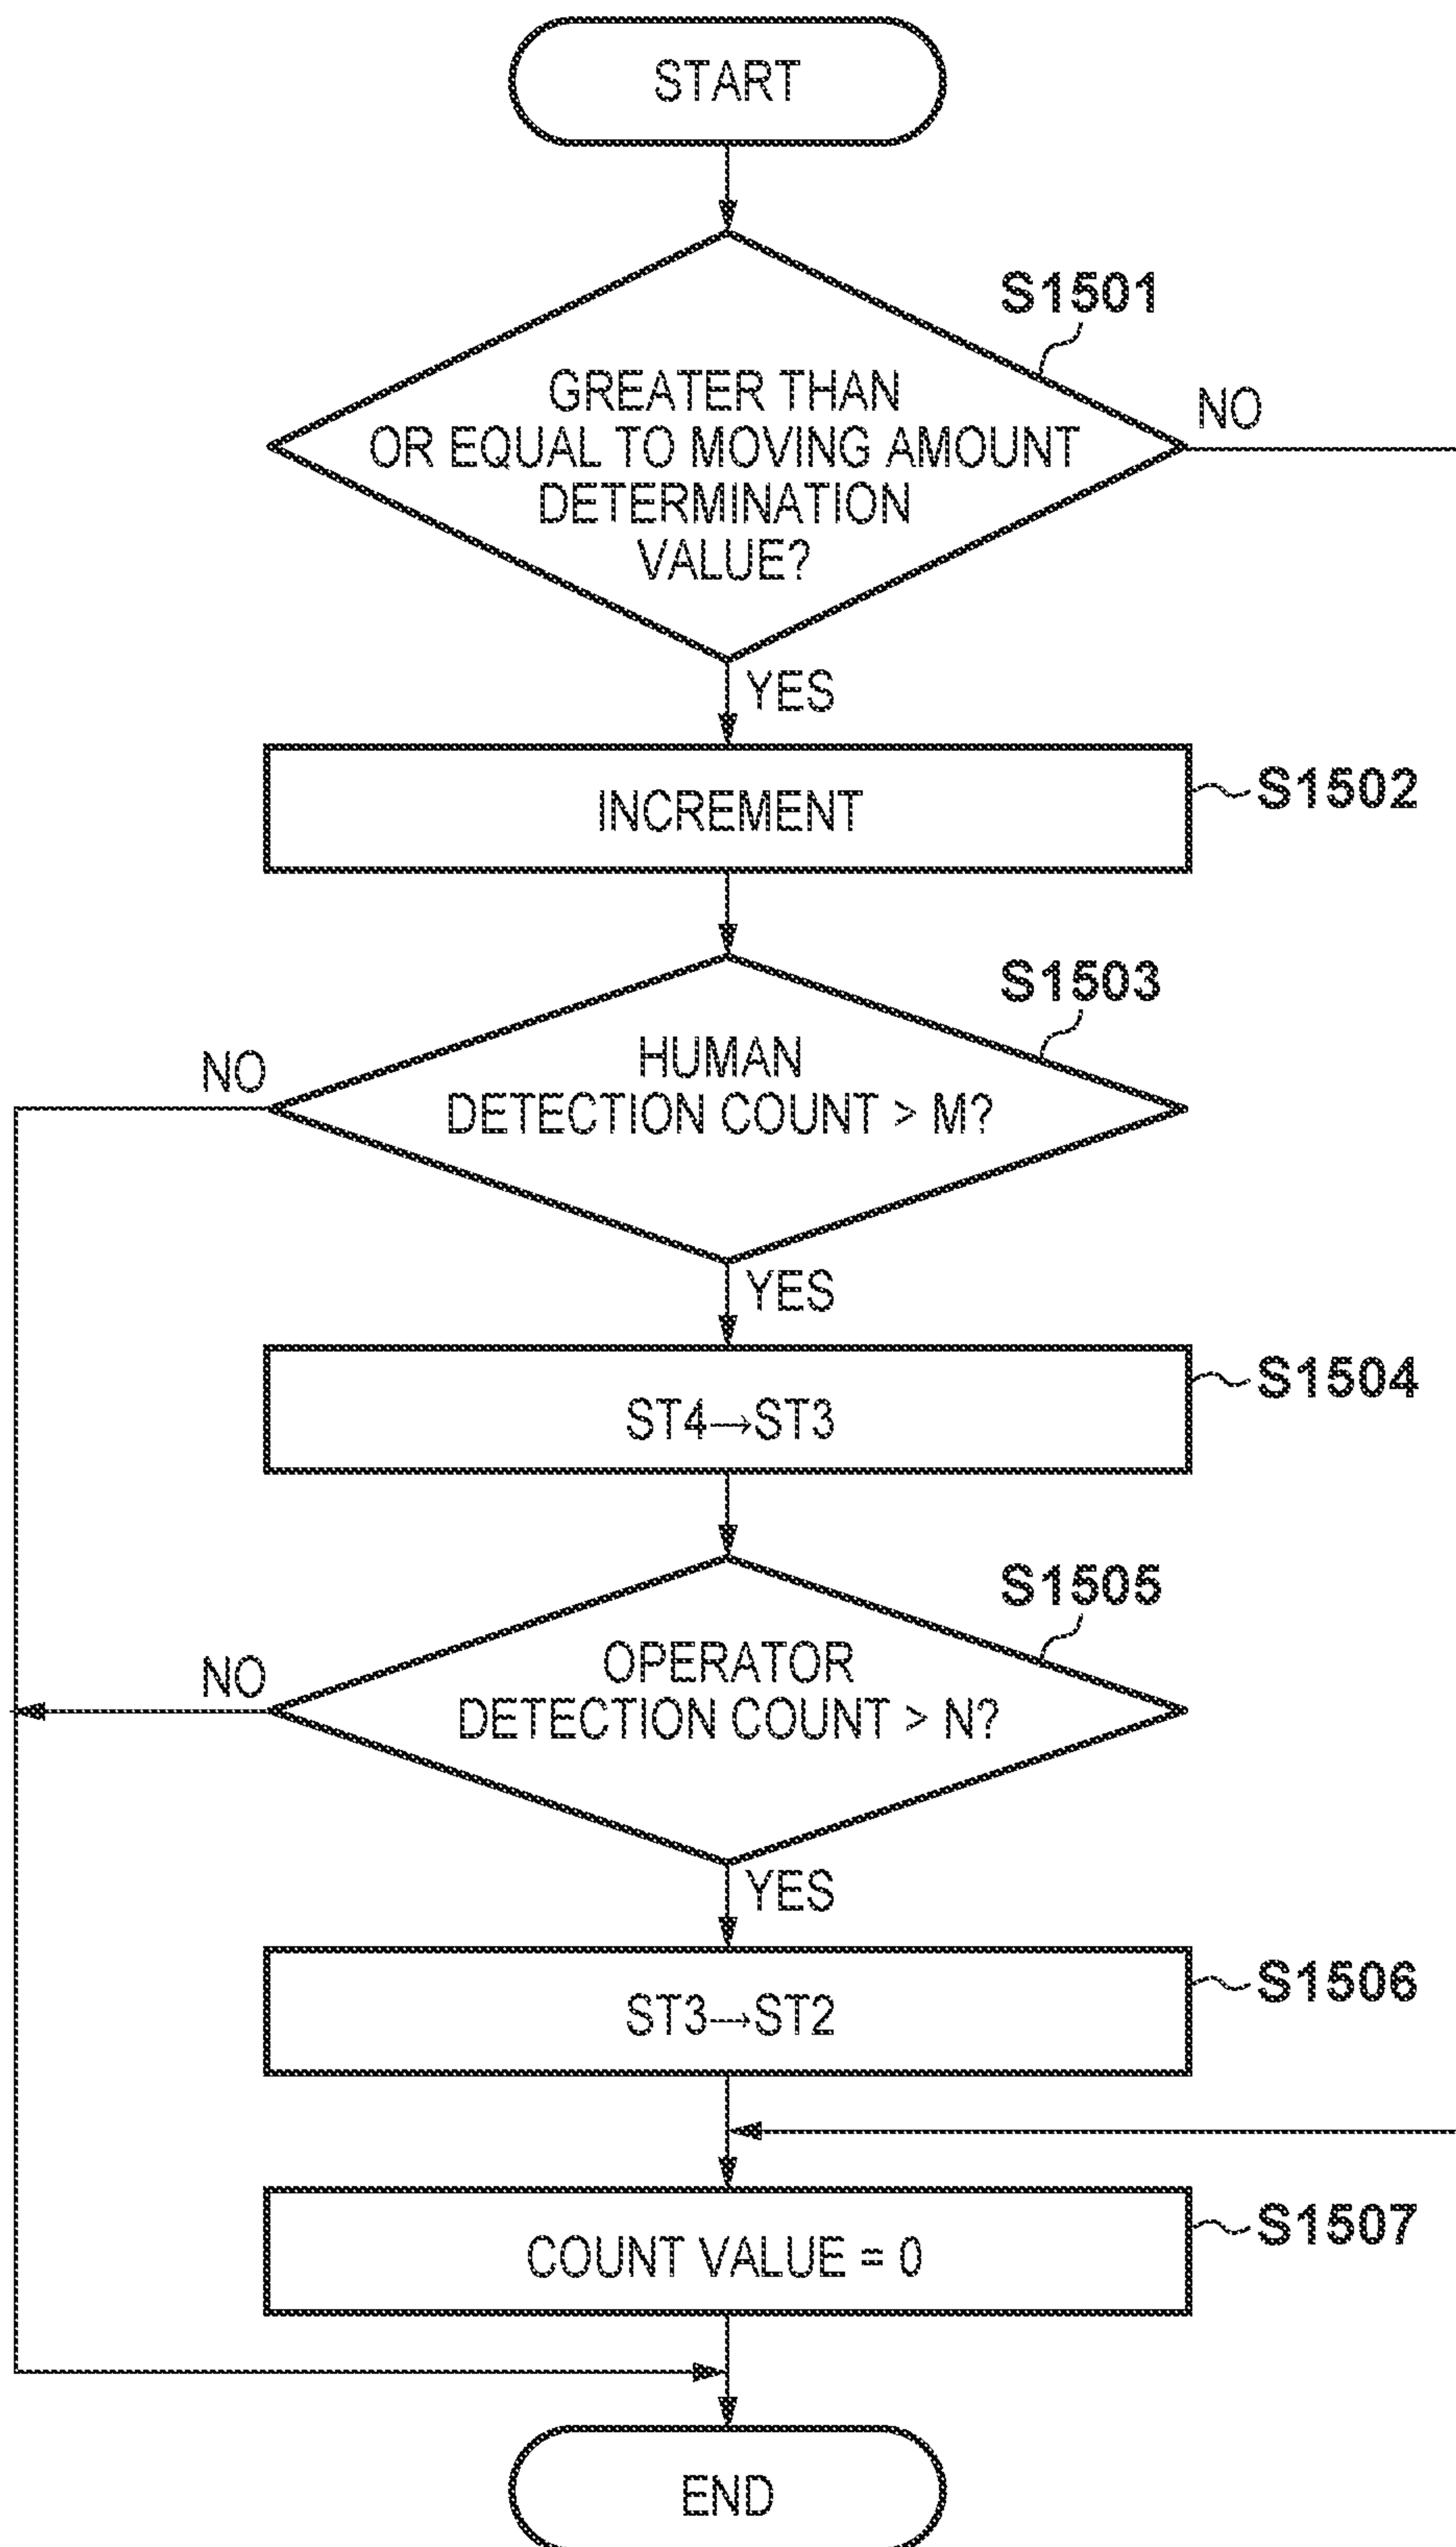 START
S1501
GREATER THAN
OR EQUAL TO MOVING AMOUNT
DETERMINATION
VALUE?
NO
YES
INCREMENT
S1502
S1503
HUMAN
DETECTION COUNT > M?
NO
YES
ST4→ST3
S1504
S1505
OPERATOR
DETECTION COUNT > N?
NO
YES
ST3→ST2
S1506
COUNT VALUE = 0
S1507
END